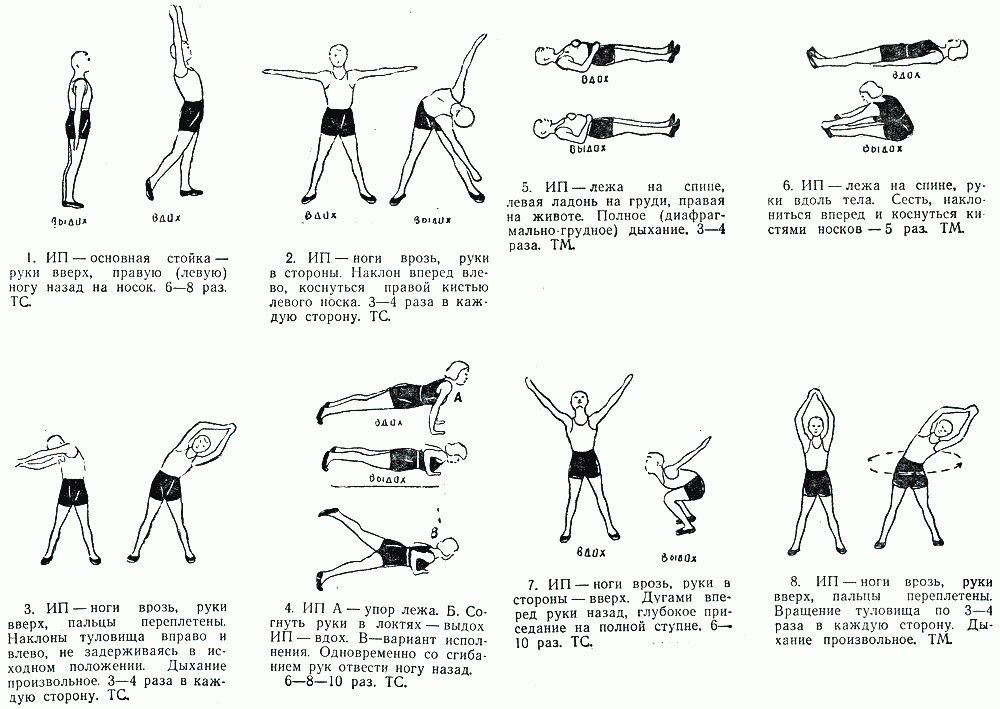 ВЫДОХ
ВДОХ
1. ИП — основная стойка —
руки вверх, правую (левую)
ногу назад на носок. 6—8 раз.
ТС.
ВДОХ
ВЫДОХ
2. ИП — ноги врозь, руки
в стороны. Наклон вперед вле-
во, коснуться правой кистью
левого носка. 3—4 раза в каж-
дую сторону. ТС.
ВДОХ
ВЫДОХ
5. ИП — лежа на спине,
левая ладонь на груди, правая
на животе. Полное (диафраг-
мально-грудное) дыхание. 3—4
раза. ТМ.
ВДОХ
ВЫДОХ
6. ИП — лежа на спине, ру-
ки вдоль тела. Сесть, накло-
ниться вперед и коснуться ки-
стями носков — 5 раз. ТМ.
3. ИП — ноги врозь, руки
вверх, пальцы переплетены.
Наклоны туловища вправо и
влево, не задерживаясь в ис-
ходном положении. Дыхание
произвольное. 3—4 раза в каж-
дую сторону. ТС.
А
ВДОХ
ВЫДОХ
В
4. ИП А — упор лежа. Б. Со-
гнуть руки в локтях — выдох
ИП — вдох. В—вариант испол-
нения. Одновременно со сгиба-
нием рук отвести ногу назад.
6—8—10 раз. ТС.
ВДОХ
ВЫДОХ
7. ИП — ноги врозь, руки в
стороны — вверх. Дугами впе-
ред руки назад, глубокое при-
седание на полной ступне. 6—
10 раз. ТС.
8. ИП — ноги врозь, руки
вверх, пальцы переплетены.
Вращение туловища по 3—4
раза в каждую сторону. Ды-
хание произвольное. ТМ.